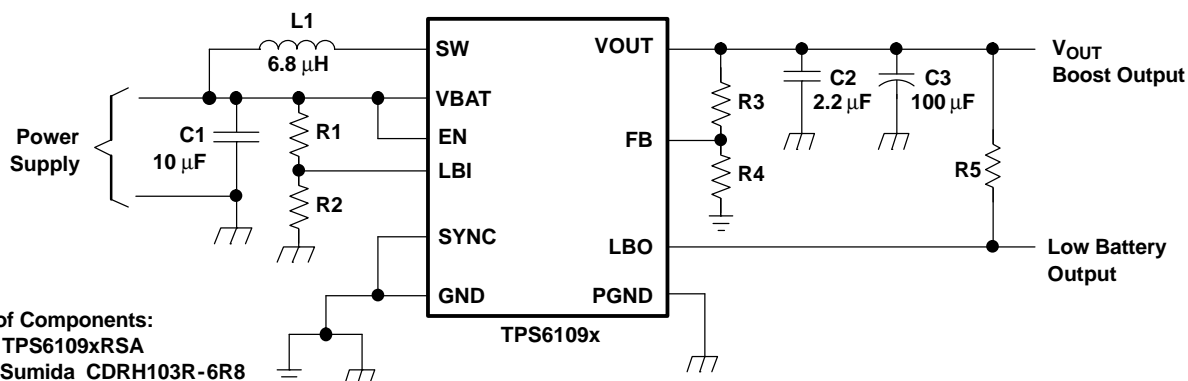 L1
6.8 µH
SW
VOUT
VOUT
Boost Output
VBAT
C2
2.2 µF
C3
100 µF
R3
Power
Supply
C1
10 µF
R1
EN
FB
LBI
R4
R5
R2
SYNC
LBO
Low Battery
Output
GND
PGND
TPS6109x
of Components:
TPS6109xRSA
Sumida CDRH103R-6R8